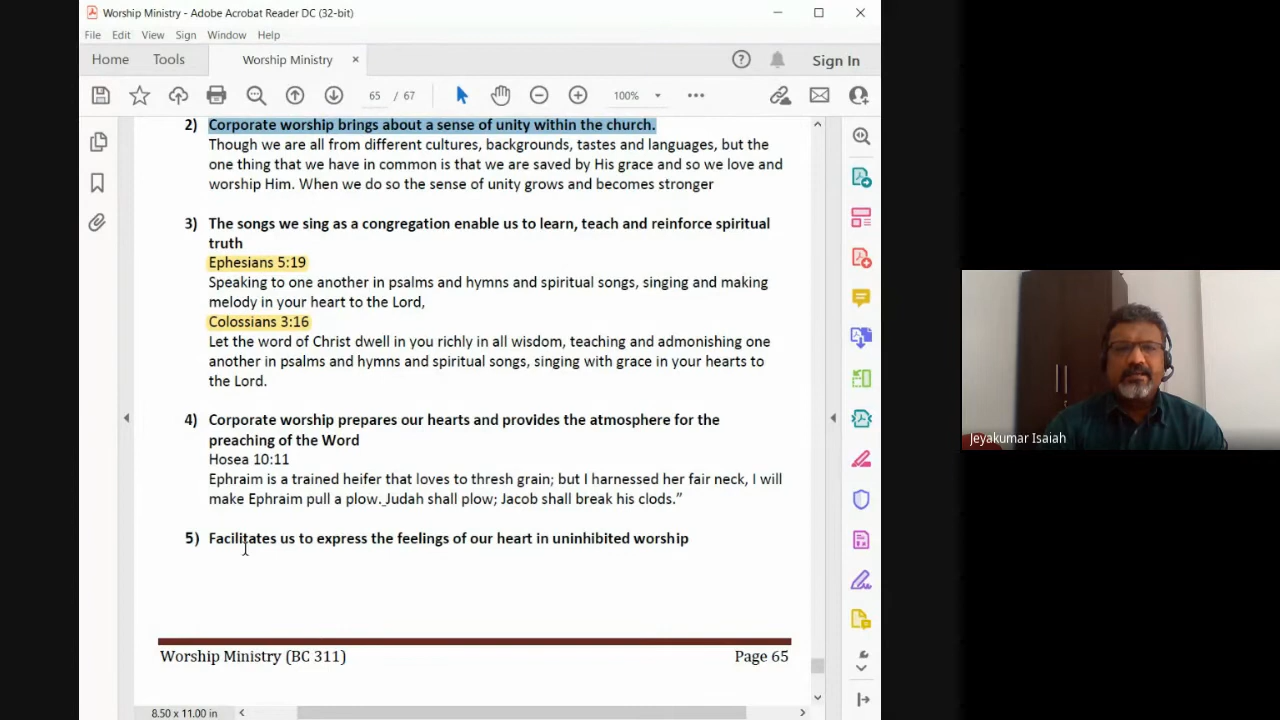 Worship Ministry - Adobe Acrobat Reader DC (32-bit)
File Edit View Sign Window Help
Home Tools Worship Ministry × Sign In
65 / 67 100%
2) Corporate worship brings about a sense of unity within the church.
Though we are all from different cultures, backgrounds, tastes and languages, but the
one thing that we have in common is that we are saved by His grace and so we love and
worship Him. When we do so the sense of unity grows and becomes stronger
3) The songs we sing as a congregation enable us to learn, teach and reinforce spiritual
truth
Ephesians 5:19
Speaking to one another in psalms and hymns and spiritual songs, singing and making
melody in your heart to the Lord,
Colossians 3:16
Let the word of Christ dwell in you richly in all wisdom, teaching and admonishing one
another in psalms and hymns and spiritual songs, singing with grace in your hearts to
the Lord.
4) Corporate worship prepares our hearts and provides the atmosphere for the
preaching of the Word
Hosea 10:11
Ephraim is a trained heifer that loves to thresh grain; but I harnessed her fair neck, I will
make Ephraim pull a plow. Judah shall plow; Jacob shall break his clods.”
5) Facilitates us to express the feelings of our heart in uninhibited worship
Worship Ministry (BC 311) Page 65
8.50 x 11.00 in
Jeyakumar Isaiah